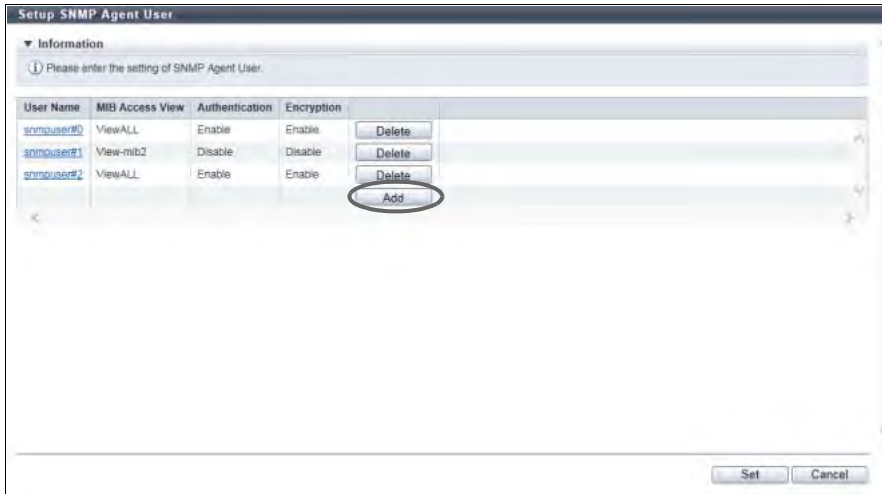 Setup SNMP Agent User
▼ Information
Please enter the setting of SNMP Agent User.
User Name MIB Access View Authentication Encryption
snmpuser#0 ViewALL Enable Enable Delete
snmpuser#1 View-mib2 Disable Disable Delete
snmpuser#2 ViewALL Enable Enable Delete
Add
Set Cancel